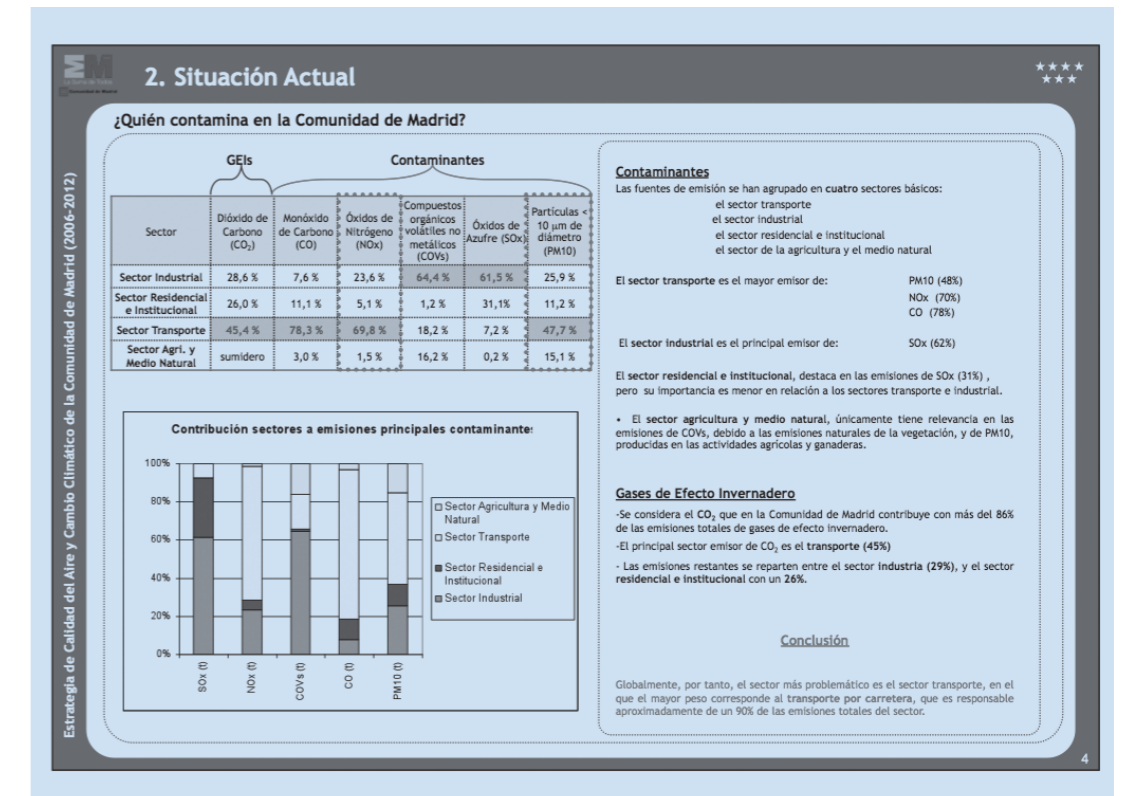 2. Situación Actual
Estrategia de Calidad del Aire y Cambio Climático de la Comunidad de Madrid (2006-2012)
¿Quién contamina en la Comunidad de Madrid?
GEIs
Contaminantes
Sector
Dióxido de
Carbono
(CO₂)
Monóxido
de Carbono
(CO)
Óxidos de
Nitrógeno
(NOx)
Compuestos
orgánicos
volátiles no
metálicos
(COVs)
Óxidos de
Azufre (SOx)
Partículas <
10 µm de
diámetro
(PM10)
Sector Industrial 28,6 % 7,6 % 23,6 % 64,4 % 61,5 % 25,9 %
Sector Residencial
e Institucional 26,0 % 11,1 % 5,1 % 1,2 % 31,1% 11,2 %
Sector Transporte 45,4 % 78,3 % 69,8 % 18,2 % 7,2 % 47,7 %
Sector Agri. y
Medio Natural sumidero 3,0 % 1,5 % 16,2 % 0,2 % 15,1 %
Contribución sectores a emisiones principales contaminantes
100%
80%
60%
40%
20%
0%
SOx (t)
NOx (t)
COVs (t)
CO (t)
PM10 (t)
Sector Agricultura y Medio
Natural
Sector Transporte
Sector Residencial e
Institucional
Sector Industrial
Contaminantes
Las fuentes de emisión se han agrupado en cuatro sectores básicos:
el sector transporte
el sector industrial
el sector residencial e institucional
el sector de la agricultura y el medio natural
El sector transporte es el mayor emisor de: PM10 (48%)
NOx (70%)
CO (78%)
El sector industrial es el principal emisor de: SOx (62%)
El sector residencial e institucional, destaca en las emisiones de SOx (31%) ,
pero su importancia es menor en relación a los sectores transporte e industrial.
• El sector agricultura y medio natural, únicamente tiene relevancia en las
emisiones de COVs, debido a las emisiones naturales de la vegetación, y de PM10,
producidas en las actividades agrícolas y ganaderas.
Gases de Efecto Invernadero
-Se considera el CO₂ que en la Comunidad de Madrid contribuye con más del 86%
de las emisiones totales de gases de efecto invernadero.
-El principal sector emisor de CO₂ es el transporte (45%)
- Las emisiones restantes se reparten entre el sector industria (29%), y el sector
residencial e institucional con un 26%.
Conclusión
Globalmente, por tanto, el sector más problemático es el sector transporte, en el
que el mayor peso corresponde al transporte por carretera, que es responsable
aproximadamente de un 90% de las emisiones totales del sector.
4